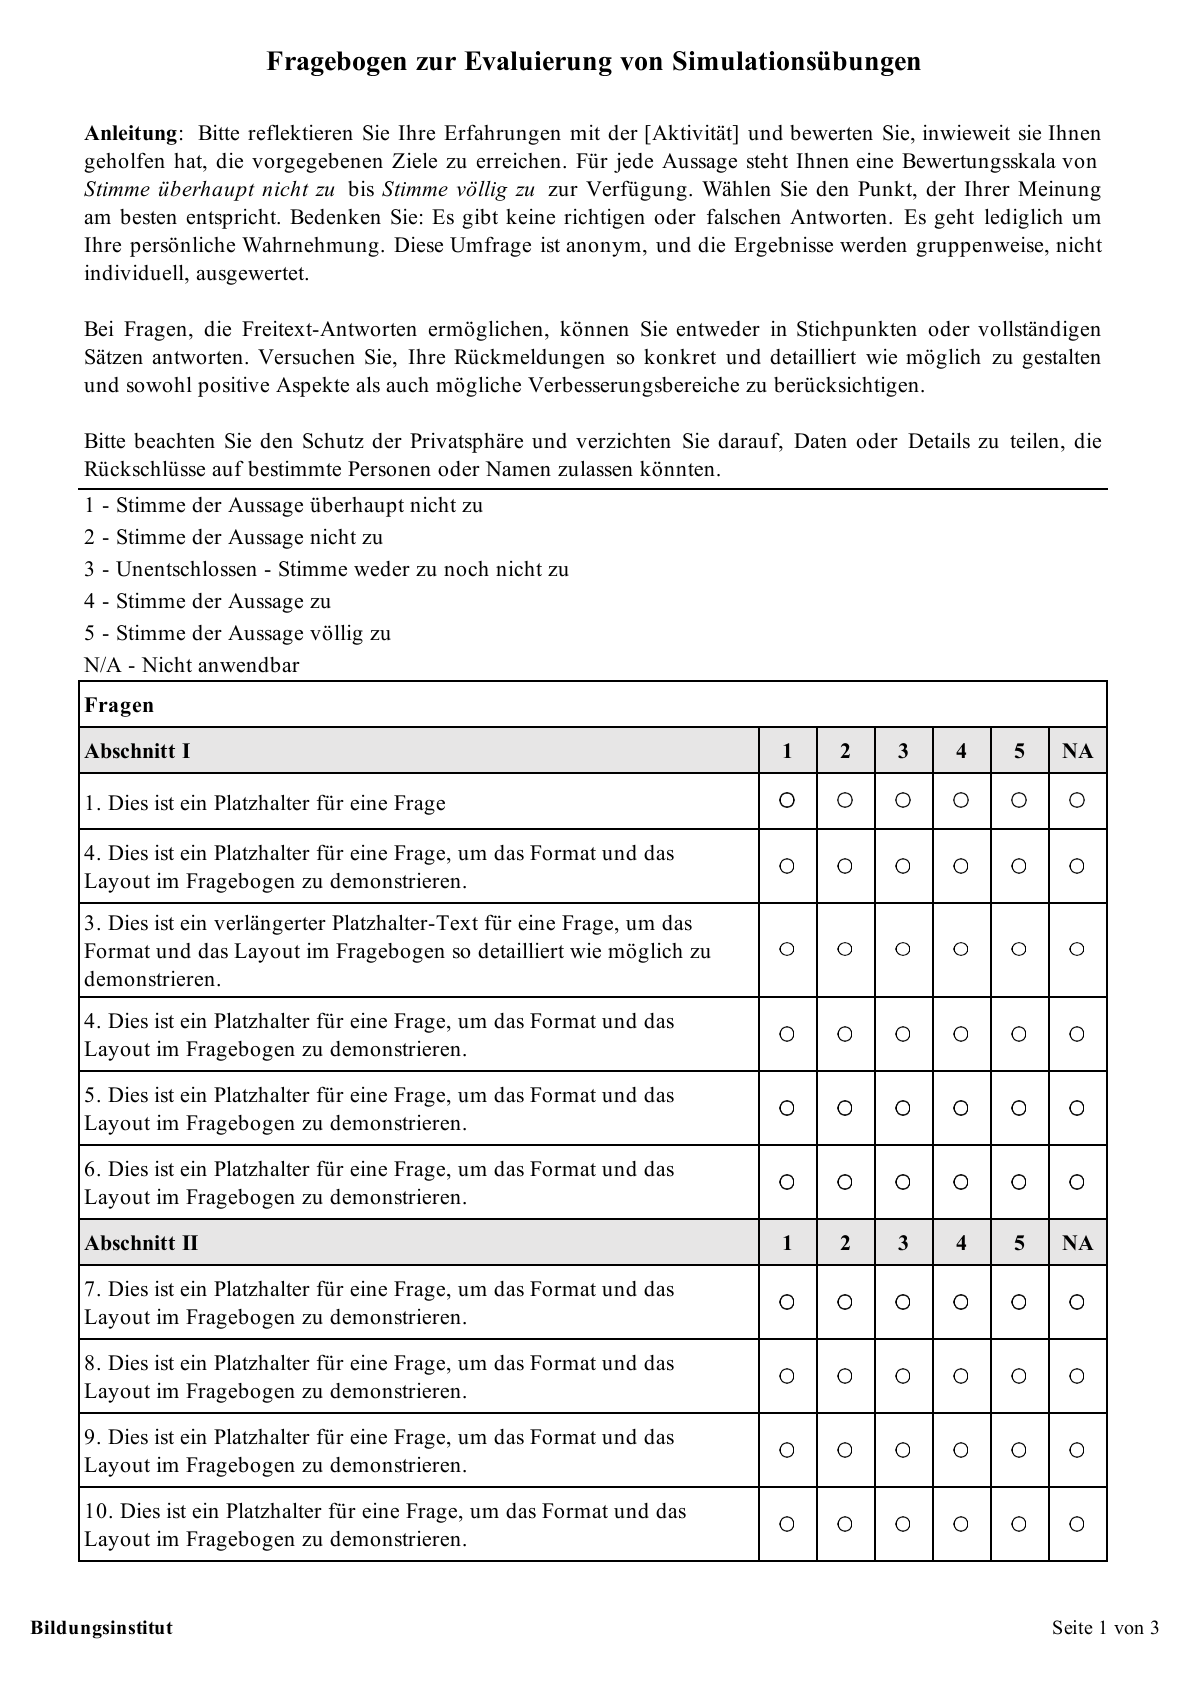 Fragebogen zur Evaluierung von Simulationsübungen
Anleitung: Bitte reflektieren Sie Ihre Erfahrungen mit der [Aktivität] und bewerten Sie, inwieweit sie Ihnen
geholfen hat, die vorgegebenen Ziele zu erreichen. Für jede Aussage steht Ihnen eine Bewertungsskala von
Stimme überhaupt nicht zu bis Stimme völlig zu zur Verfügung. Wählen Sie den Punkt, der Ihrer Meinung
am besten entspricht. Bedenken Sie: Es gibt keine richtigen oder falschen Antworten. Es geht lediglich um
Ihre persönliche Wahrnehmung. Diese Umfrage ist anonym, und die Ergebnisse werden gruppenweise, nicht
individuell, ausgewertet.
Bei Fragen, die Freitext-Antworten ermöglichen, können Sie entweder in Stichpunkten oder vollständigen
Sätzen antworten. Versuchen Sie, Ihre Rückmeldungen so konkret und detailliert wie möglich zu gestalten
und sowohl positive Aspekte als auch mögliche Verbesserungsbereiche zu berücksichtigen.
Bitte beachten Sie den Schutz der Privatsphäre und verzichten Sie darauf, Daten oder Details zu teilen, die
Rückschlüsse auf bestimmte Personen oder Namen zulassen könnten.
1 - Stimme der Aussage überhaupt nicht zu
2 - Stimme der Aussage nicht zu
3 - Unentschlossen - Stimme weder zu noch nicht zu
4 - Stimme der Aussage zu
5 - Stimme der Aussage völlig zu
N/A - Nicht anwendbar
Fragen
Abschnitt I 1 2 3 4 5 NA
1. Dies ist ein Platzhalter für eine Frage
4. Dies ist ein Platzhalter für eine Frage, um das Format und das
Layout im Fragebogen zu demonstrieren.
3. Dies ist ein verlängerter Platzhalter-Text für eine Frage, um das
Format und das Layout im Fragebogen so detailliert wie möglich zu
demonstrieren.
4. Dies ist ein Platzhalter für eine Frage, um das Format und das
Layout im Fragebogen zu demonstrieren.
5. Dies ist ein Platzhalter für eine Frage, um das Format und das
Layout im Fragebogen zu demonstrieren.
6. Dies ist ein Platzhalter für eine Frage, um das Format und das
Layout im Fragebogen zu demonstrieren.
Abschnitt II 1 2 3 4 5 NA
7. Dies ist ein Platzhalter für eine Frage, um das Format und das
Layout im Fragebogen zu demonstrieren.
8. Dies ist ein Platzhalter für eine Frage, um das Format und das
Layout im Fragebogen zu demonstrieren.
9. Dies ist ein Platzhalter für eine Frage, um das Format und das
Layout im Fragebogen zu demonstrieren.
10. Dies ist ein Platzhalter für eine Frage, um das Format und das
Layout im Fragebogen zu demonstrieren.
Bildungsinstitut Seite 1 von 3